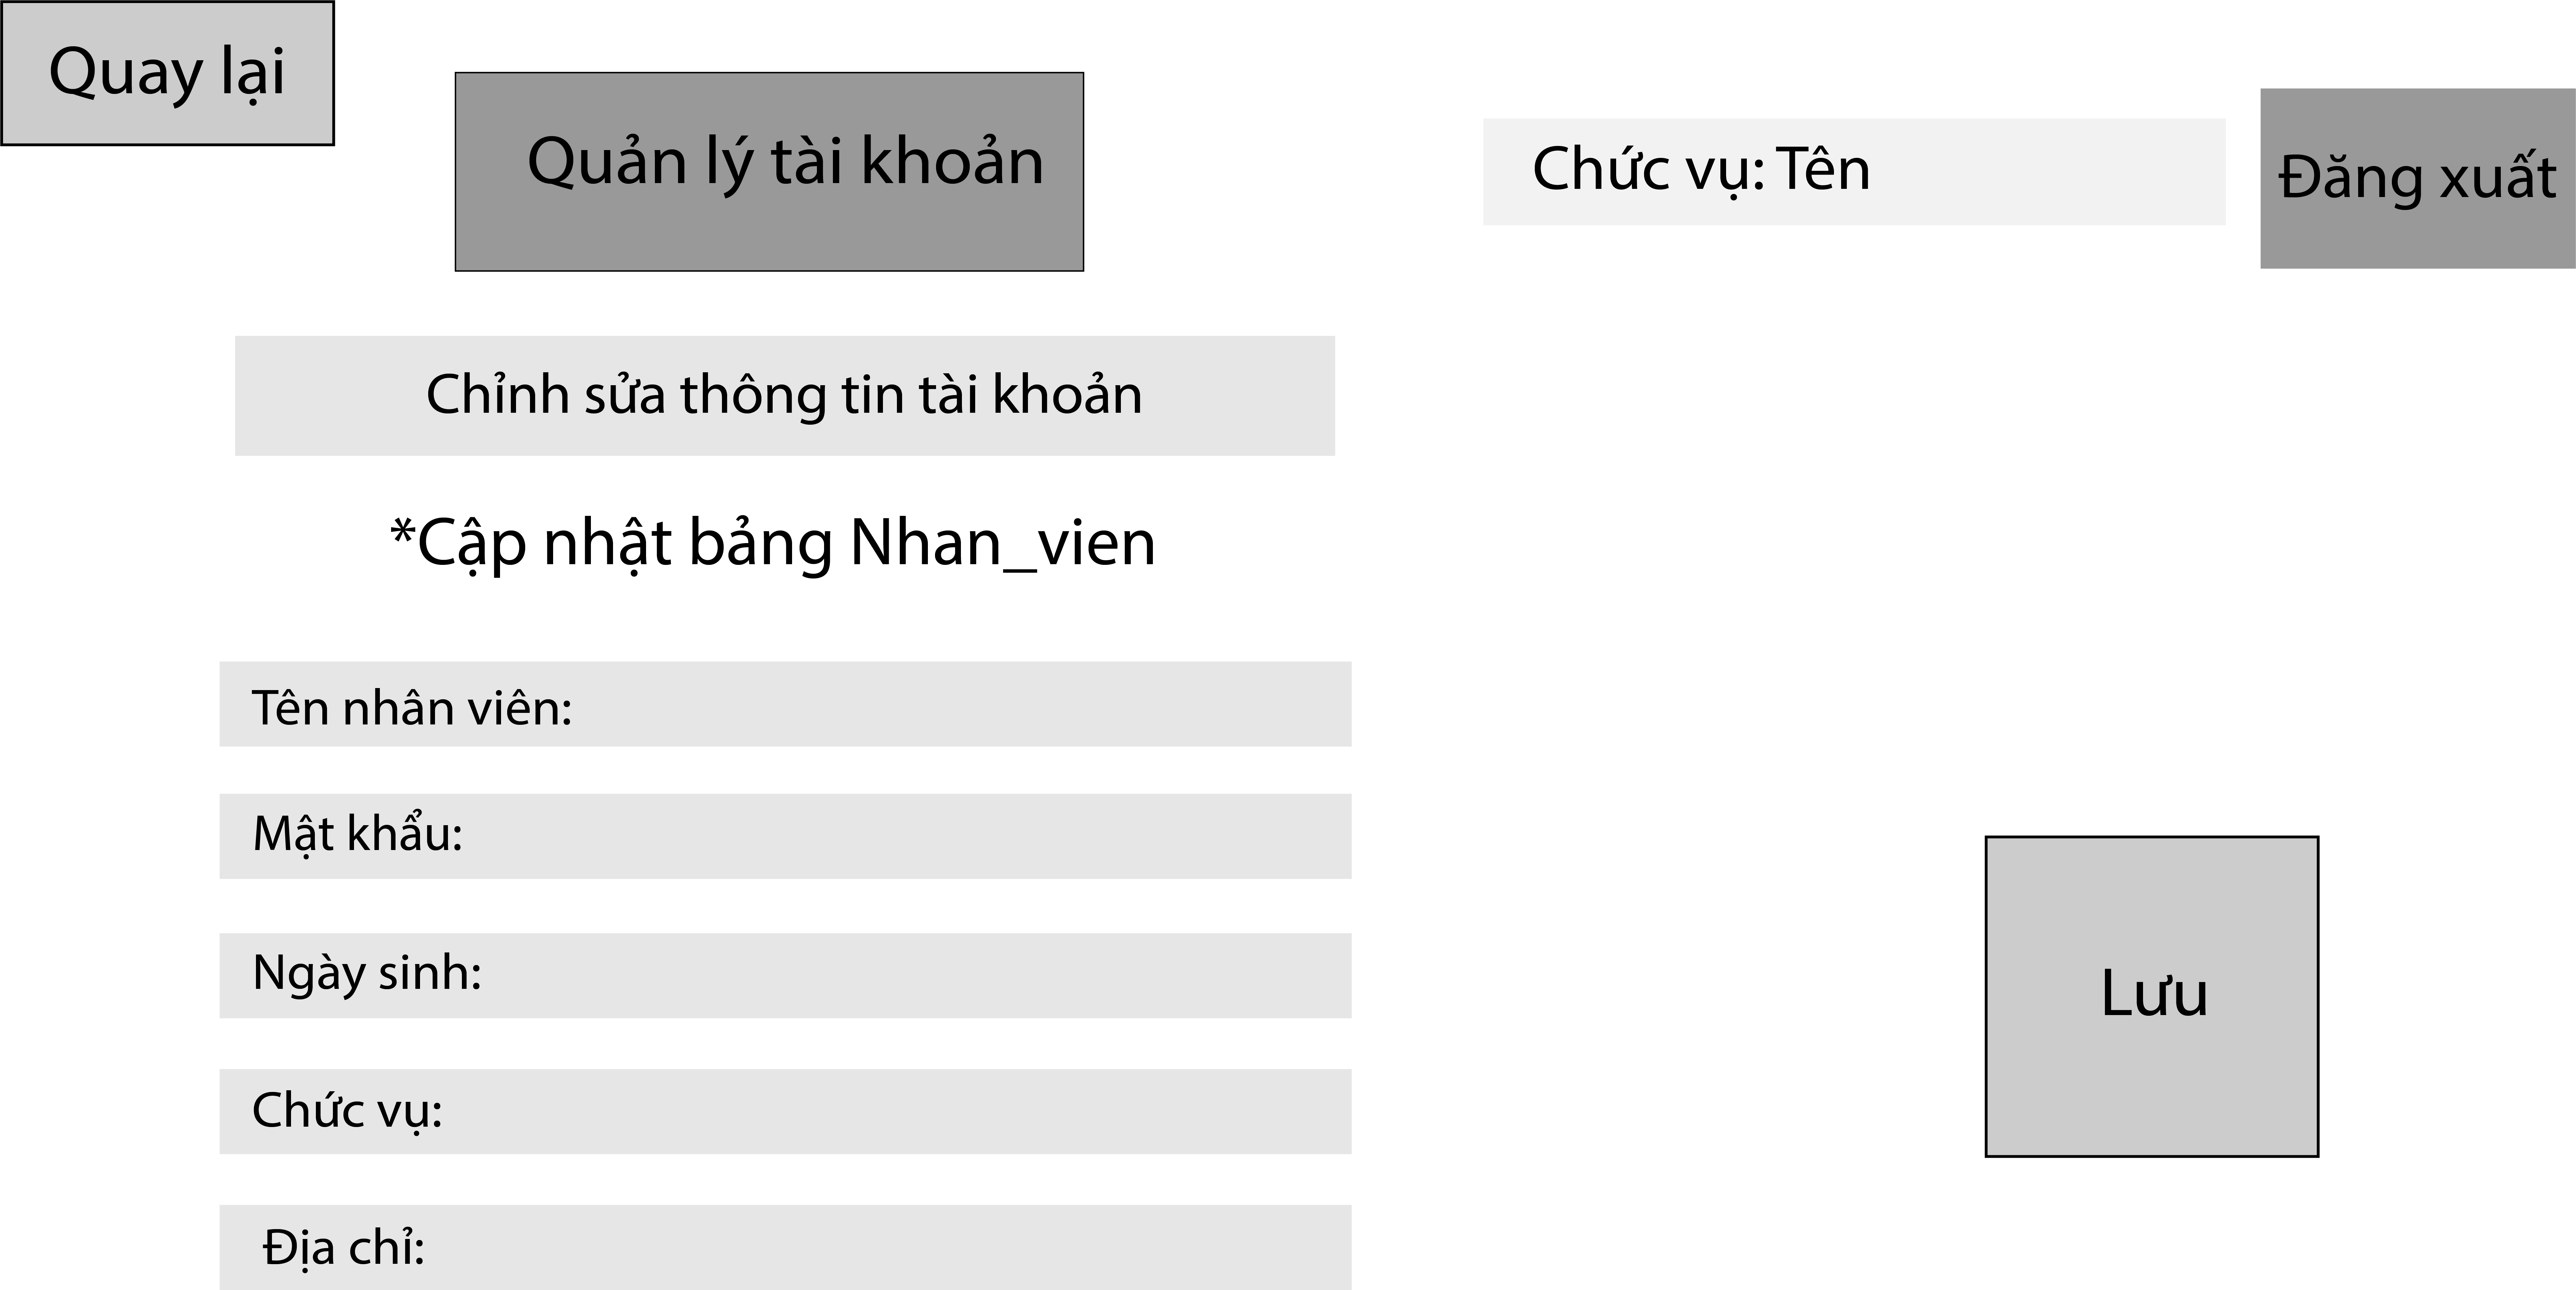 Quay lại
Quản lý tài khoản
Chức vụ: Tên
Đăng xuất
Chỉnh sửa thông tin tài khoản
*Cập nhật bảng Nhan_vien
Tên nhân viên:
Mật khẩu:
Ngày sinh:
Chức vụ:
Địa chỉ:
Lưu